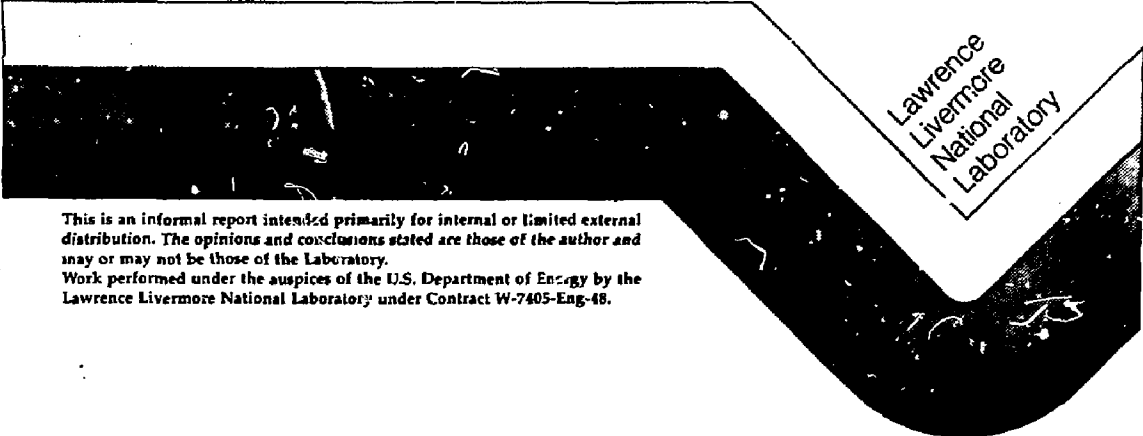 Lawrence
Livermore
National
Laboratory
This is an informal report intended primarily for internal or limited external
distribution. The opinions and conclusions stated are those of the author and
may or may not be those of the Laboratory.
Work performed under the auspices of the U.S. Department of Energy by the
Lawrence Livermore National Laboratory under Contract W-7405-Eng-48.